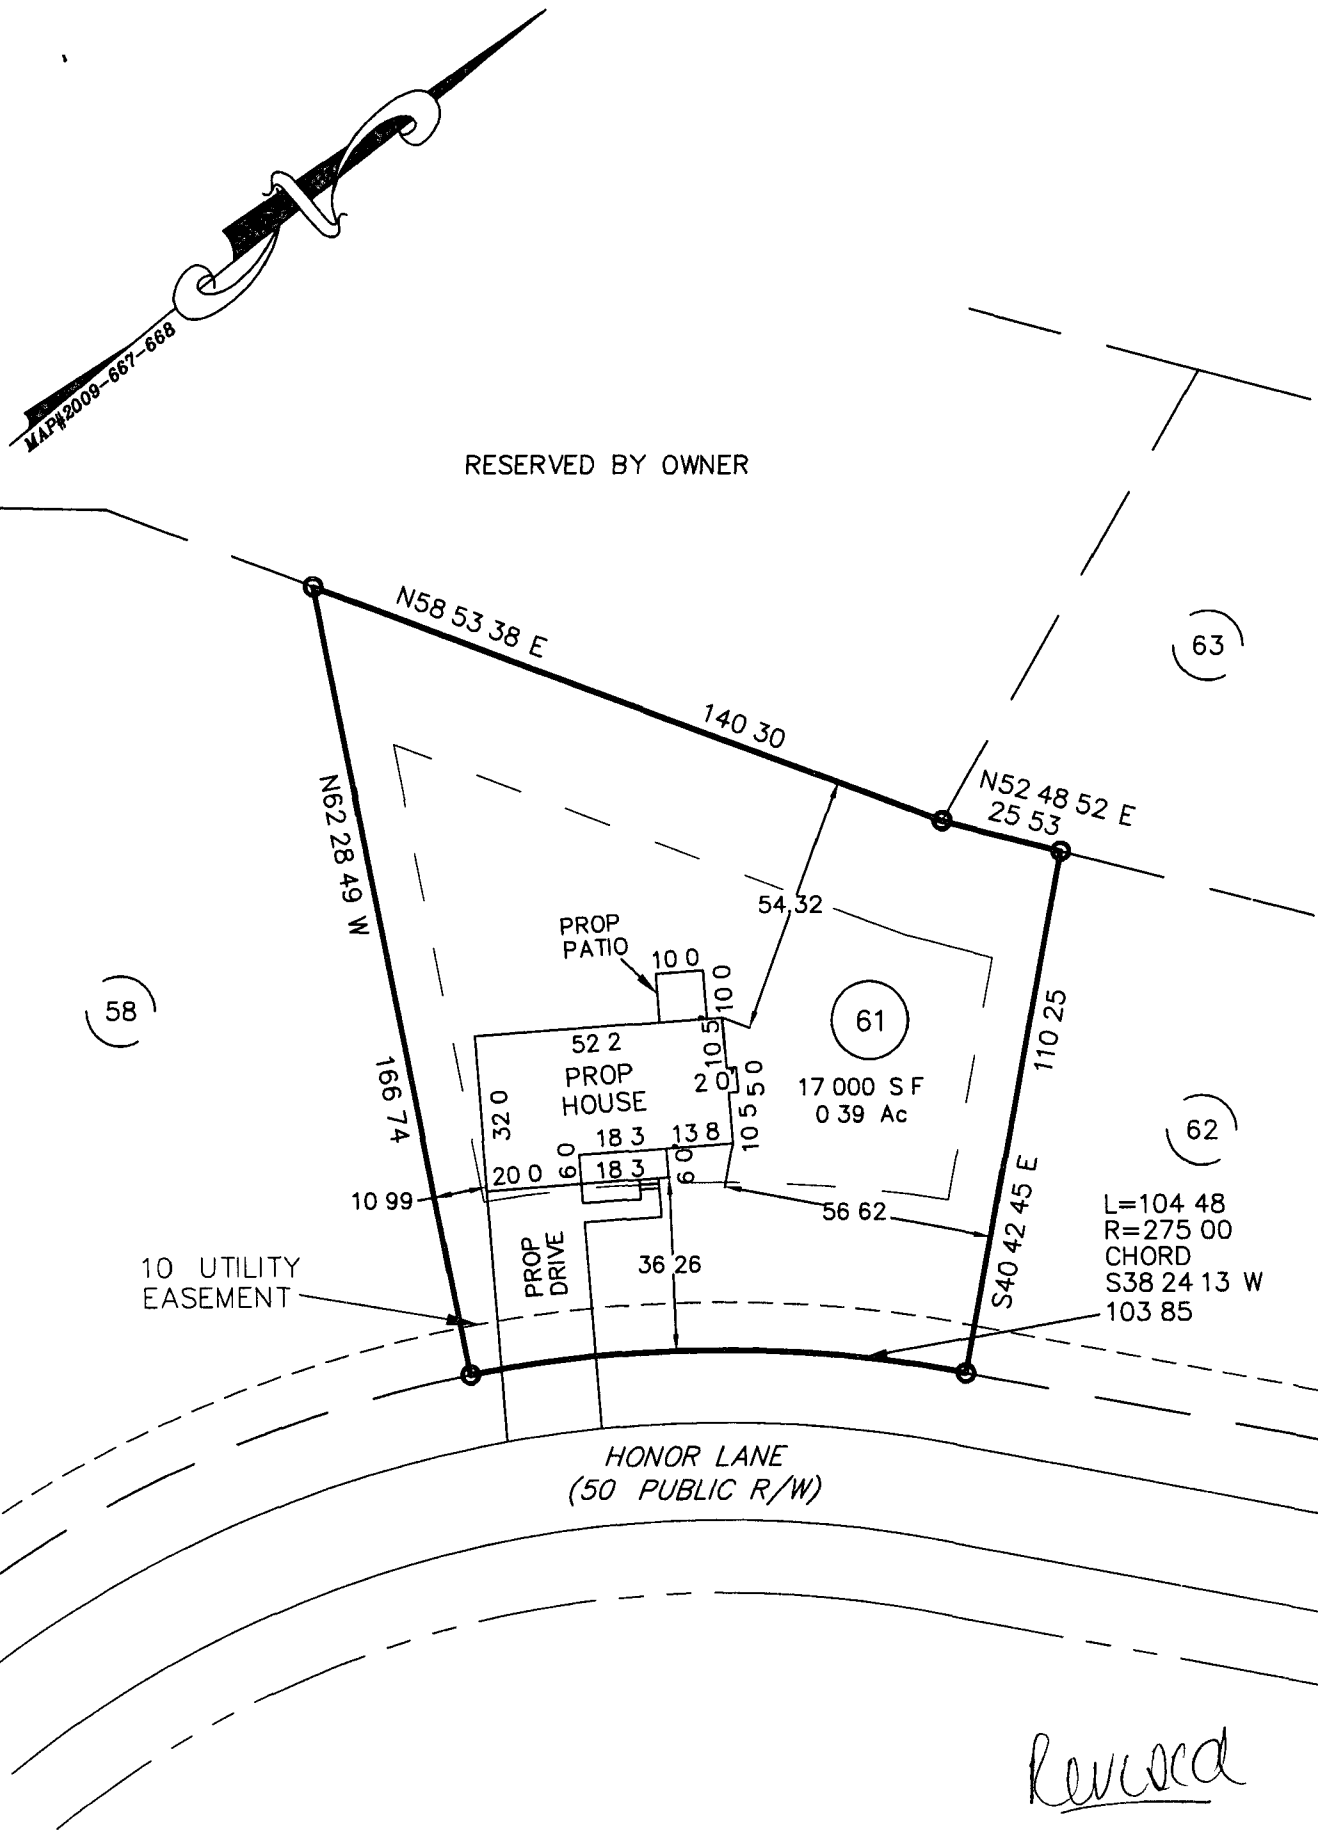 MAP#2009-667-668
RESERVED BY OWNER
N58 53 38 E
140 30
63
N52 48 52 E
25 53
N62 28 49 W
166 74
54.32
PROP
PATIO
10 0
10 0
58
61
17 000 S F
0 39 Ac
110 25
S40 42 45 E
62
52 2
10 5
PROP
HOUSE
2 0
5 0
32 0
10 5
18 3
13 8
6 0
18 3
6 0
20 0
10 99
56 62
L=104 48
R=275 00
CHORD
S38 24 13 W
103 85
PROP
DRIVE
36 26
10 UTILITY
EASEMENT
HONOR LANE
(50 PUBLIC R/W)
Revised